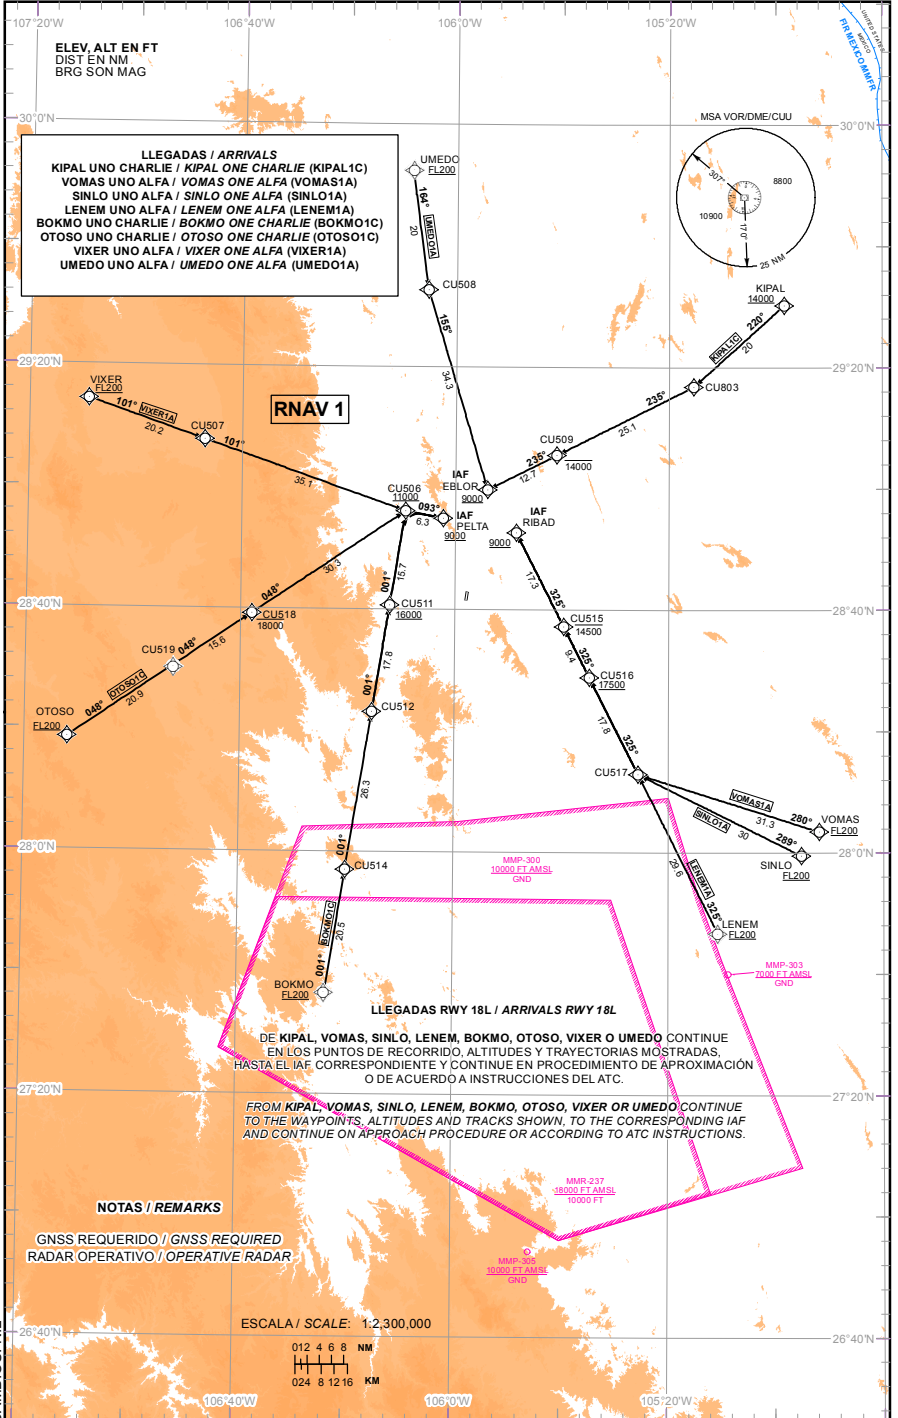 107°20'W
106°40'W
106°0'W
105°20'W
ELEV, ALT EN FT
DIST EN NM
BRG SON MAG
UNITED STATES
MEXICO
FIR MEXICO MMFR
30°0'N
30°0'N
LLEGADAS / ARRIVALS
KIPAL UNO CHARLIE / KIPAL ONE CHARLIE (KIPAL1C)
VOMAS UNO ALFA / VOMAS ONE ALFA (VOMAS1A)
SINLO UNO ALFA / SINLO ONE ALFA (SINLO1A)
LENEM UNO ALFA / LENEM ONE ALFA (LENEM1A)
BOKMO UNO CHARLIE / BOKMO ONE CHARLIE (BOKMO1C)
OTOSO UNO CHARLIE / OTOSO ONE CHARLIE (OTOSO1C)
VIXER UNO ALFA / VIXER ONE ALFA (VIXER1A)
UMEDO UNO ALFA / UMEDO ONE ALFA (UMEDO1A)
MSA VOR/DME/CUU
307°
8800
10900
170°
25 NM
UMEDO
FL200
164°
20
UMEDO1A
CU508
155°
34.3
KIPAL
14000
220°
KIPAL1C
20
CU803
235°
25.1
CU509
14000
235°
12.7
29°20'N
29°20'N
VIXER
FL200
101°
VIXER1A
20.2
CU507
101°
35.1
RNAV 1
IAF
EBLOR
9000
CU506
11000
093°
6.3
IAF
PELTA
9000
IAF
RIBAD
9000
17.3
325°
15.7
001°
30.3
048°
28°40'N
28°40'N
CU511
16000
CU518
18000
CU515
14500
9.4
325°
CU516
17500
CU519
048°
15.6
17.8
001°
CU512
OTOSO
FL200
048°
OTOSO1C
20.9
17.8
325°
CU517
26.3
001°
VOMAS1A
31.3
280°
VOMAS
FL200
SINLO1A
30
289°
SINLO
FL200
28°0'N
28°0'N
MMP-300
10000 FT AMSL
GND
CU514
29.6
LENEM1A
325°
LENEM
FL200
BOKMO1C
20.5
001°
BOKMO
FL200
MMP-303
7000 FT AMSL
GND
LLEGADAS RWY 18L / ARRIVALS RWY 18L
DE KIPAL, VOMAS, SINLO, LENEM, BOKMO, OTOSO, VIXER O UMEDO CONTINUE
EN LOS PUNTOS DE RECORRIDO, ALTITUDES Y TRAYECTORIAS MOSTRADAS,
HASTA EL IAF CORRESPONDIENTE Y CONTINUE EN PROCEDIMIENTO DE APROXIMACIÓN
O DE ACUERDO A INSTRUCCIONES DEL ATC.
27°20'N
27°20'N
FROM KIPAL, VOMAS, SINLO, LENEM, BOKMO, OTOSO, VIXER OR UMEDO CONTINUE
TO THE WAYPOINTS, ALTITUDES AND TRACKS SHOWN, TO THE CORRESPONDING IAF
AND CONTINUE ON APPROACH PROCEDURE OR ACCORDING TO ATC INSTRUCTIONS.
MMR-237
18000 FT AMSL
10000 FT
NOTAS / REMARKS
GNSS REQUERIDO / GNSS REQUIRED
RADAR OPERATIVO / OPERATIVE RADAR
MMP-305
10000 FT AMSL
GND
ESCALA / SCALE: 1:2,300,000
26°40'N
26°40'N
012 4 6 8 NM
024 8 12 16 KM
106°40'W
106°0'W
105°20'W